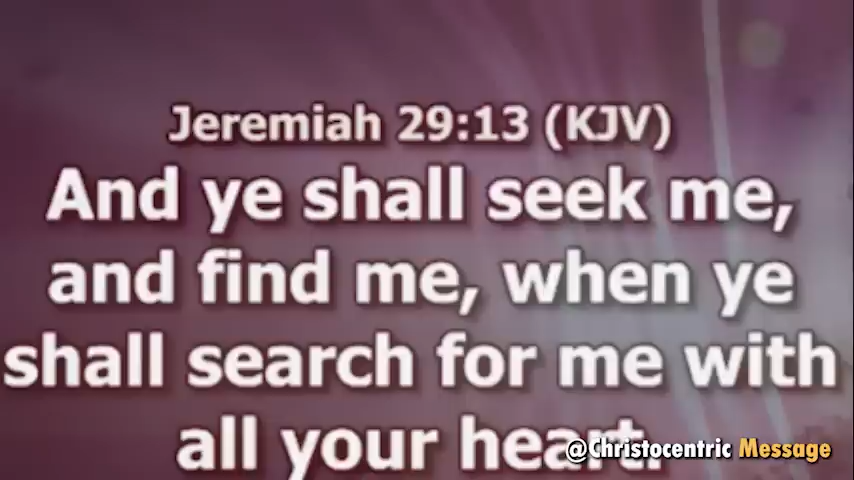 Jeremiah 29:13 (KJV)
And ye shall seek me,
and find me, when ye
shall search for me with
all your heart.
@Christocentric Message